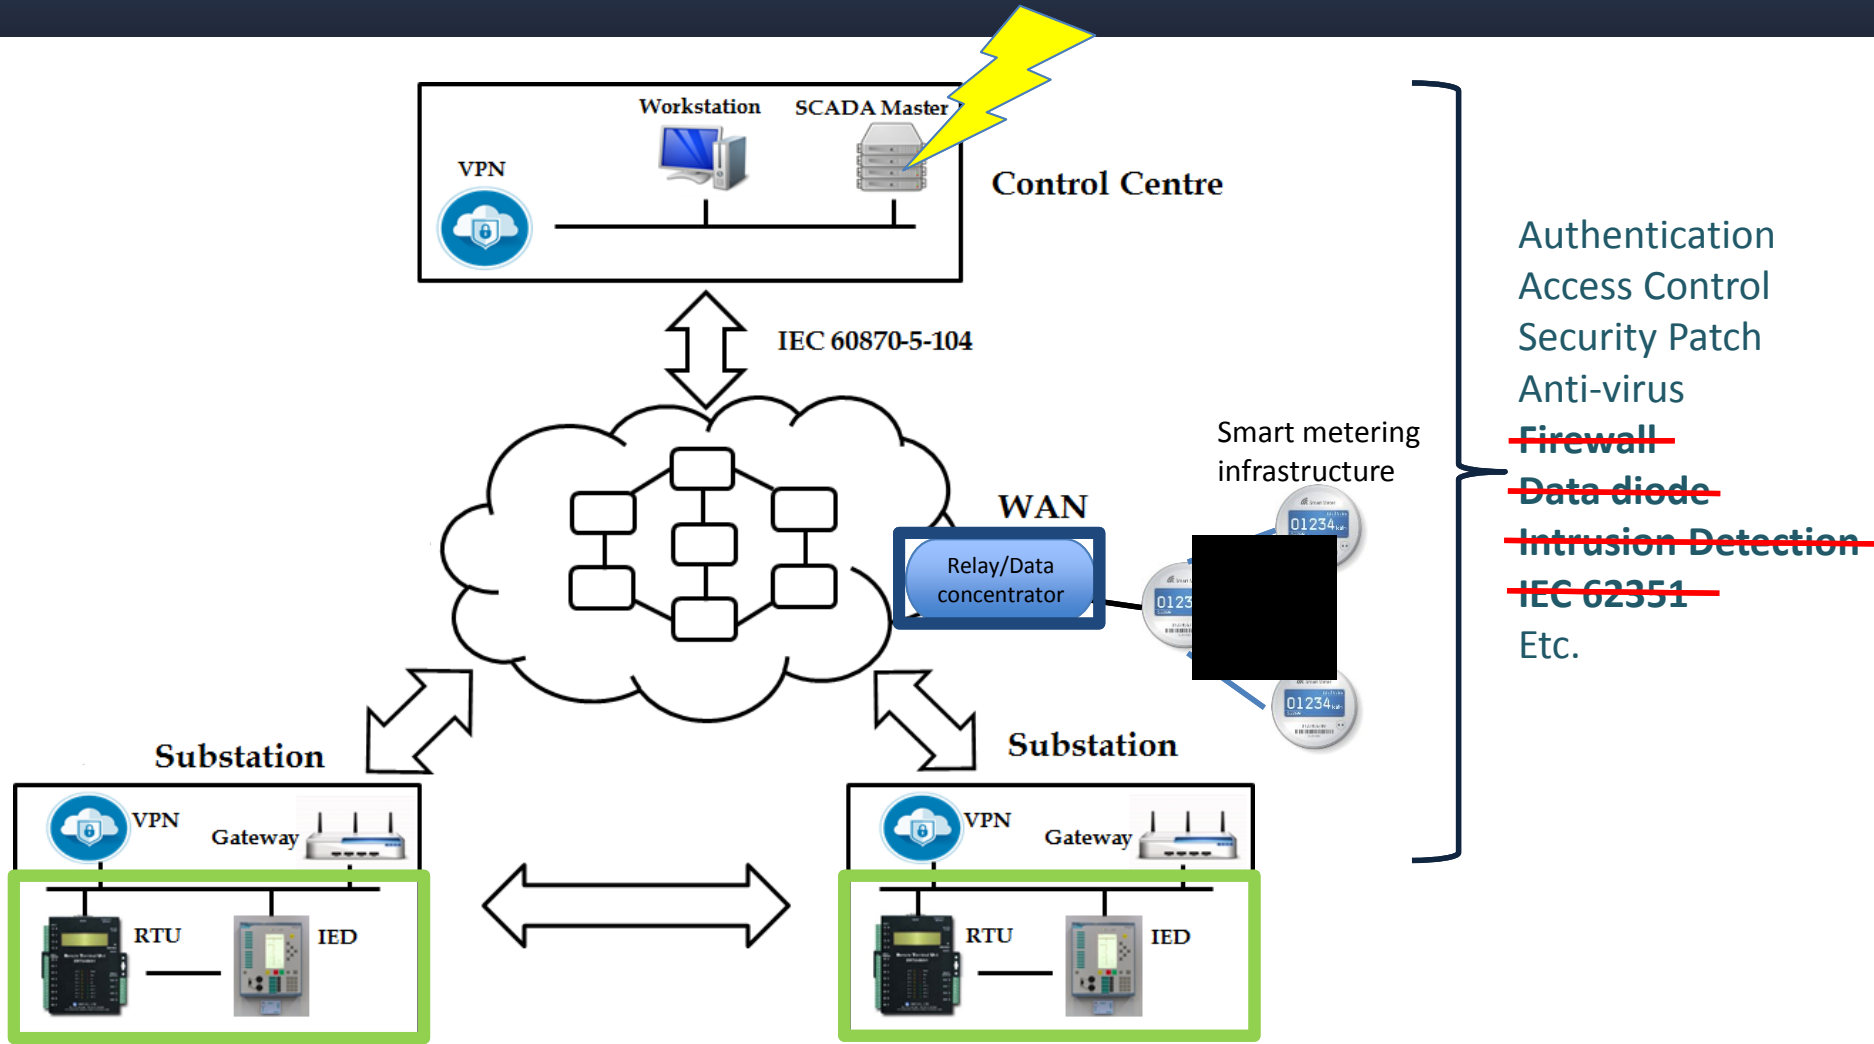 Workstation
SCADA Master
VPN
Control Centre
IEC 60870-5-104
Authentication
Access Control
Security Patch
Anti-virus
Firewall
Data diode
Intrusion Detection
IEC 62351
Etc.
Smart metering
infrastructure
WAN
Relay/Data
concentrator
Smart Meter
01234
0123
01234
Substation
VPN
Gateway
RTU
IED
Substation
VPN
Gateway
RTU
IED